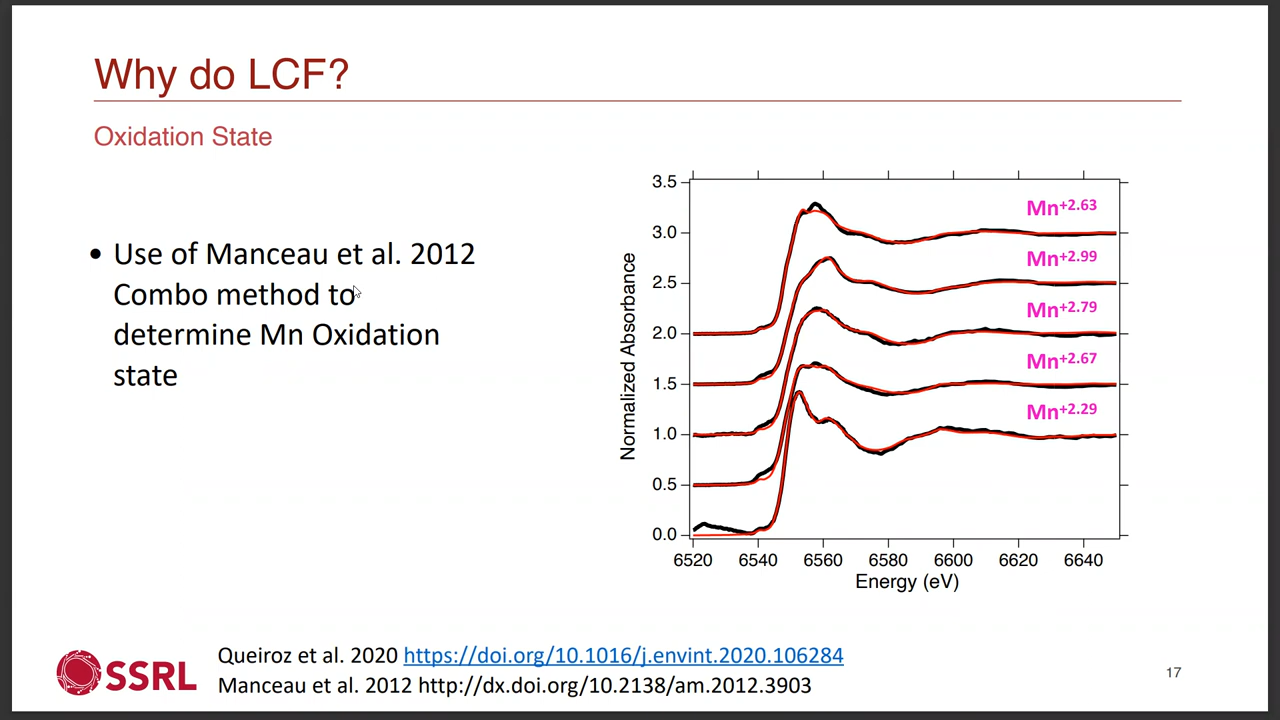 Why do LCF?
Oxidation State
• Use of Manceau et al. 2012
Combo method to
determine Mn Oxidation
state
3.5
3.0
2.5
2.0
1.5
1.0
0.5
0.0
Normalized Absorbance
Mn+2.63
Mn+2.99
Mn+2.79
Mn+2.67
Mn+2.29
6520 6540 6560 6580 6600 6620 6640
Energy (eV)
SSRL
Queiroz et al. 2020 https://doi.org/10.1016/j.envint.2020.106284
Manceau et al. 2012 http://dx.doi.org/10.2138/am.2012.3903
17